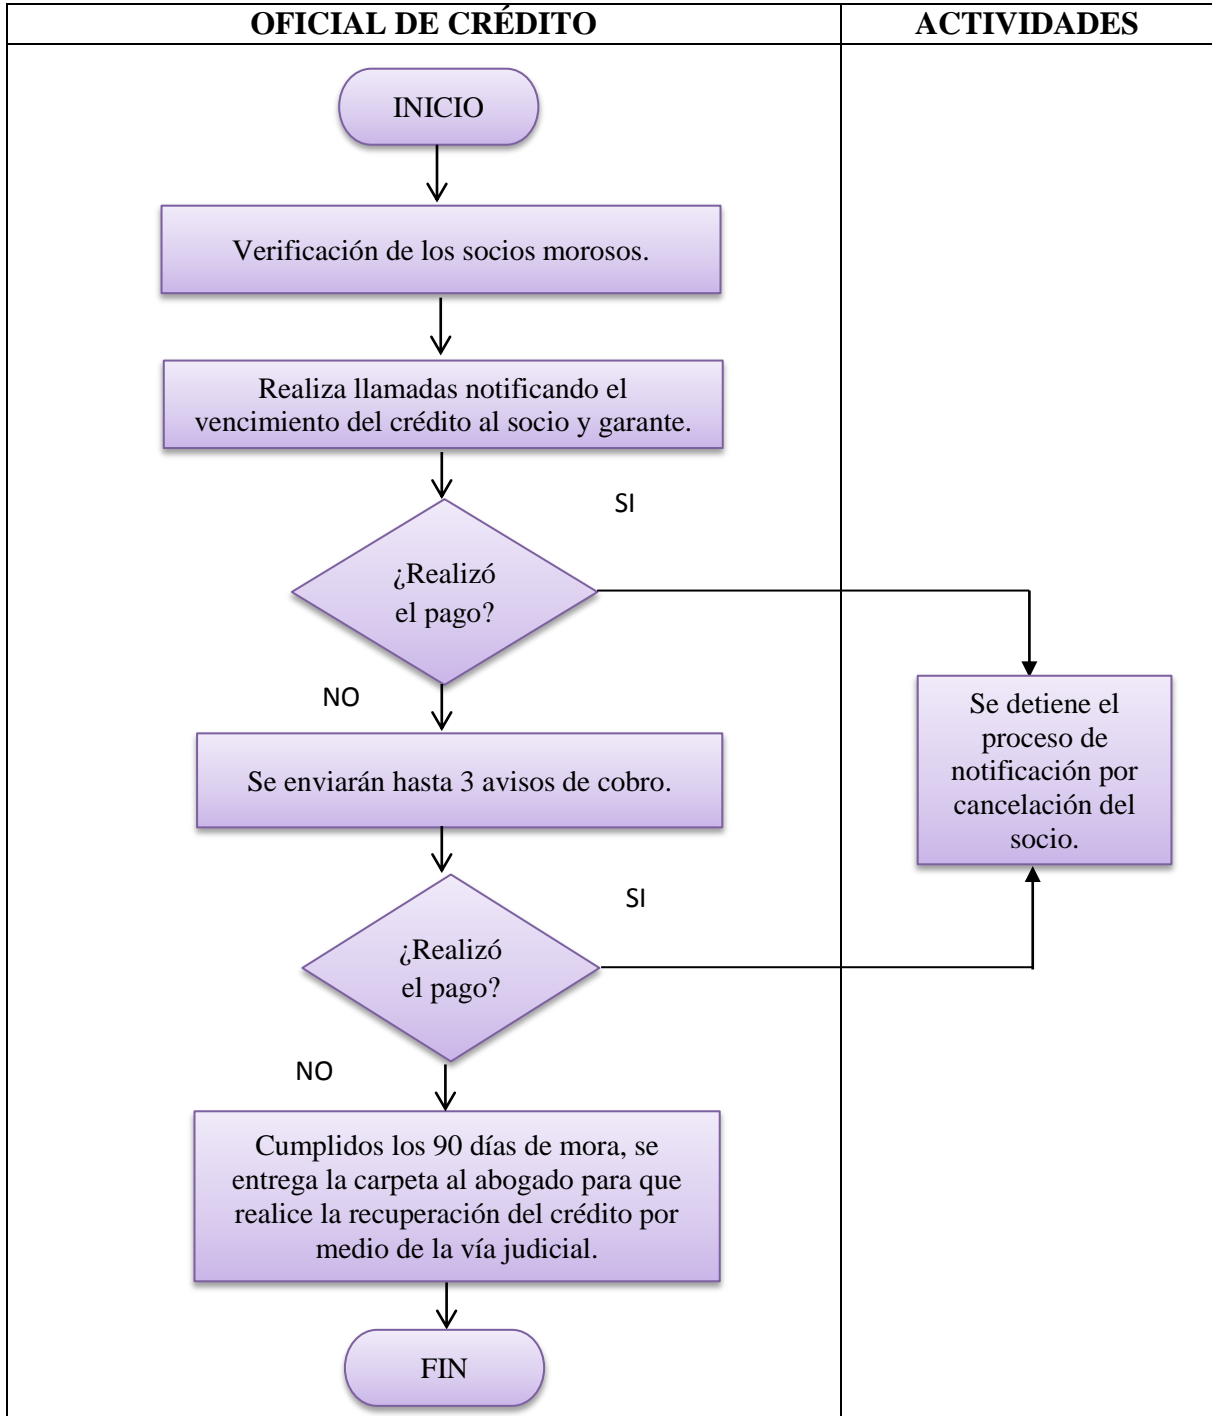 OFICIAL DE CRÉDITO
ACTIVIDADES
INICIO
Verificación de los socios morosos.
Realiza llamadas notificando el
vencimiento del crédito al socio y garante.
SI
¿Realizó
el pago?
NO
Se enviarán hasta 3 avisos de cobro.
Se detiene el
proceso de
notificación por
cancelación del
socio.
SI
¿Realizó
el pago?
NO
Cumplidos los 90 días de mora, se
entrega la carpeta al abogado para que
realice la recuperación del crédito por
medio de la vía judicial.
FIN